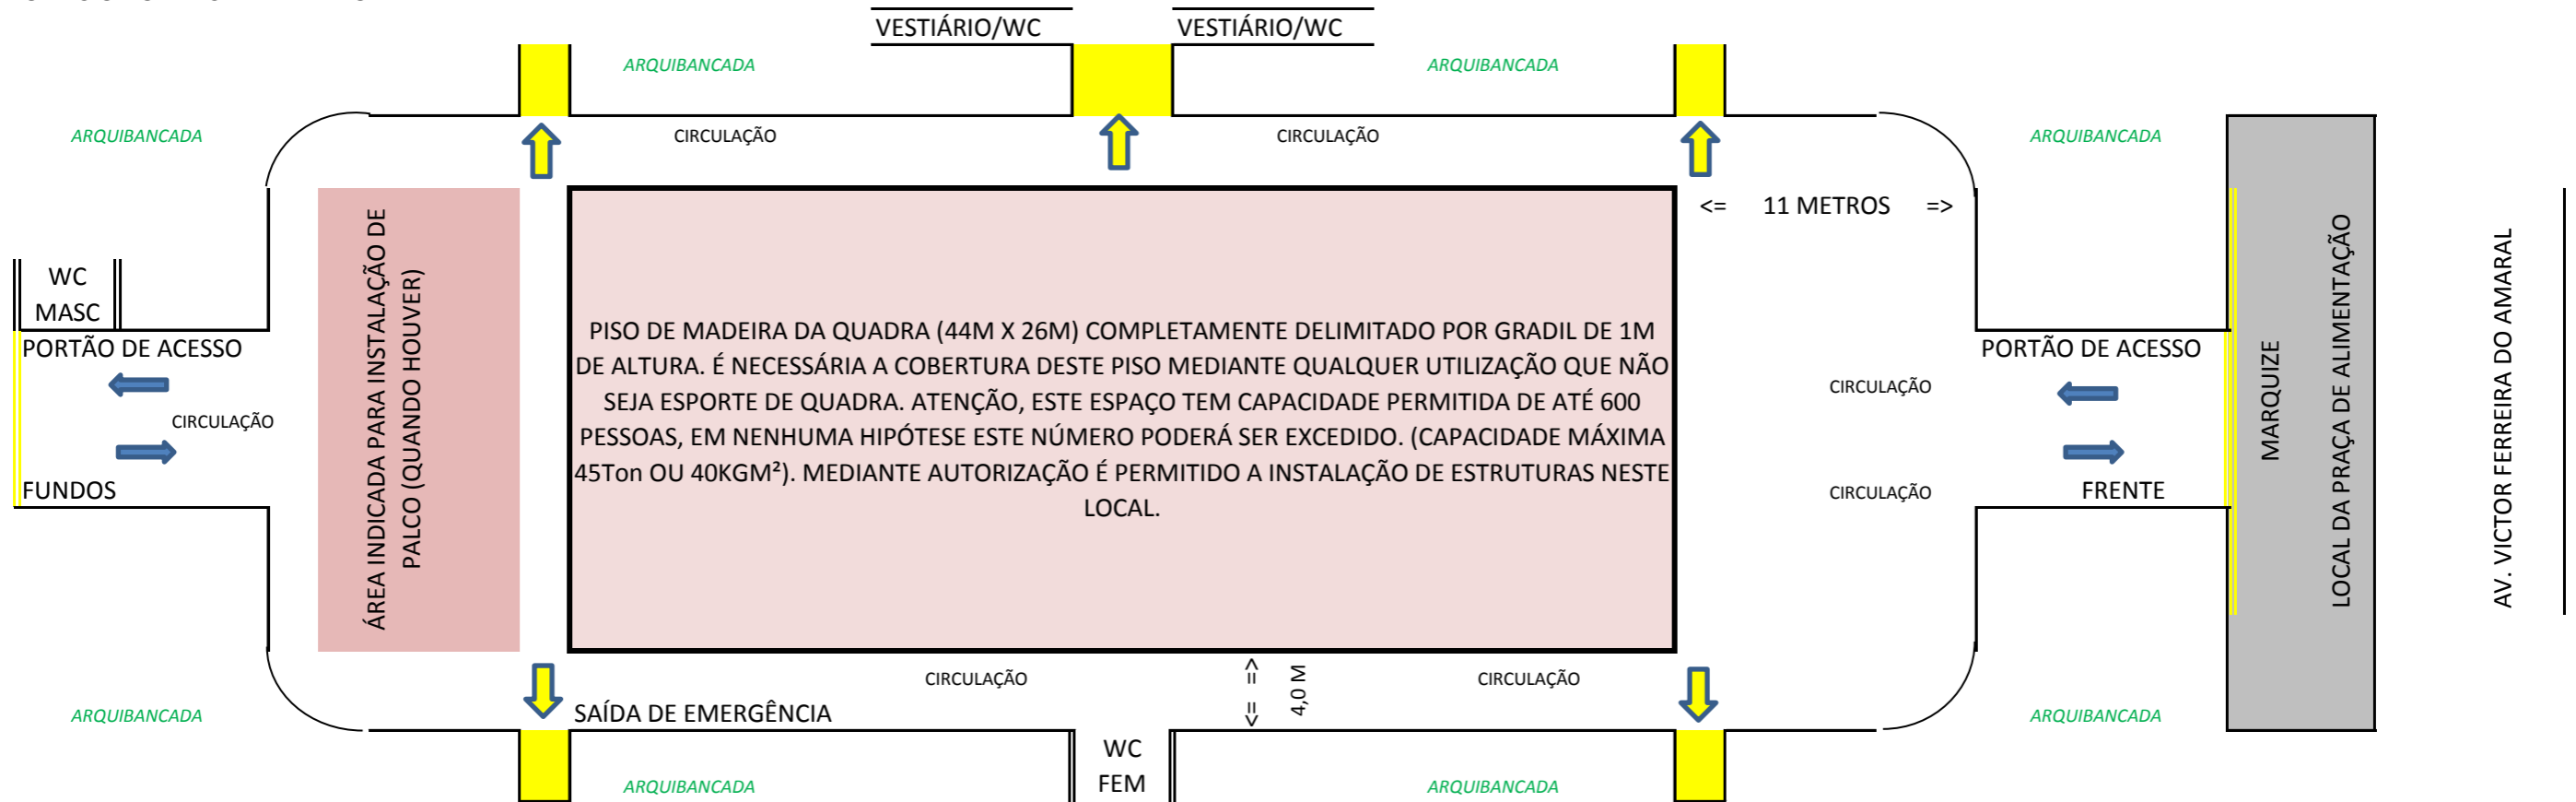 VESTIÁRIO/WC
VESTIÁRIO/WC
ARQUIBANCADA
ARQUIBANCADA
ARQUIBANCADA
CIRCULAÇÃO
CIRCULAÇÃO
ARQUIBANCADA
<= 11 METROS =>
WC
MASC
PORTÃO DE ACESSO
CIRCULAÇÃO
FUNDOS
ÁREA INDICADA PARA INSTALAÇÃO DE
PALCO (QUANDO HOUVER)
PISO DE MADEIRA DA QUADRA (44M X 26M) COMPLETAMENTE DELIMITADO POR GRADIL DE 1M
DE ALTURA. É NECESSÁRIA A COBERTURA DESTE PISO MEDIANTE QUALQUER UTILIZAÇÃO QUE NÃO
SEJA ESPORTE DE QUADRA. ATENÇÃO, ESTE ESPAÇO TEM CAPACIDADE PERMITIDA DE ATÉ 600
PESSOAS, EM NENHUMA HIPÓTESE ESTE NÚMERO PODERÁ SER EXCEDIDO. (CAPACIDADE MÁXIMA
45Ton OU 40KGM²). MEDIANTE AUTORIZAÇÃO É PERMITIDO A INSTALAÇÃO DE ESTRUTURAS NESTE
LOCAL.
CIRCULAÇÃO
CIRCULAÇÃO
PORTÃO DE ACESSO
FRENTE
MARQUIZE
LOCAL DA PRAÇA DE ALIMENTAÇÃO
AV. VICTOR FERREIRA DO AMARAL
CIRCULAÇÃO
<= =>
4,0 M
CIRCULAÇÃO
ARQUIBANCADA
SAÍDA DE EMERGÊNCIA
ARQUIBANCADA
WC
FEM
ARQUIBANCADA
ARQUIBANCADA